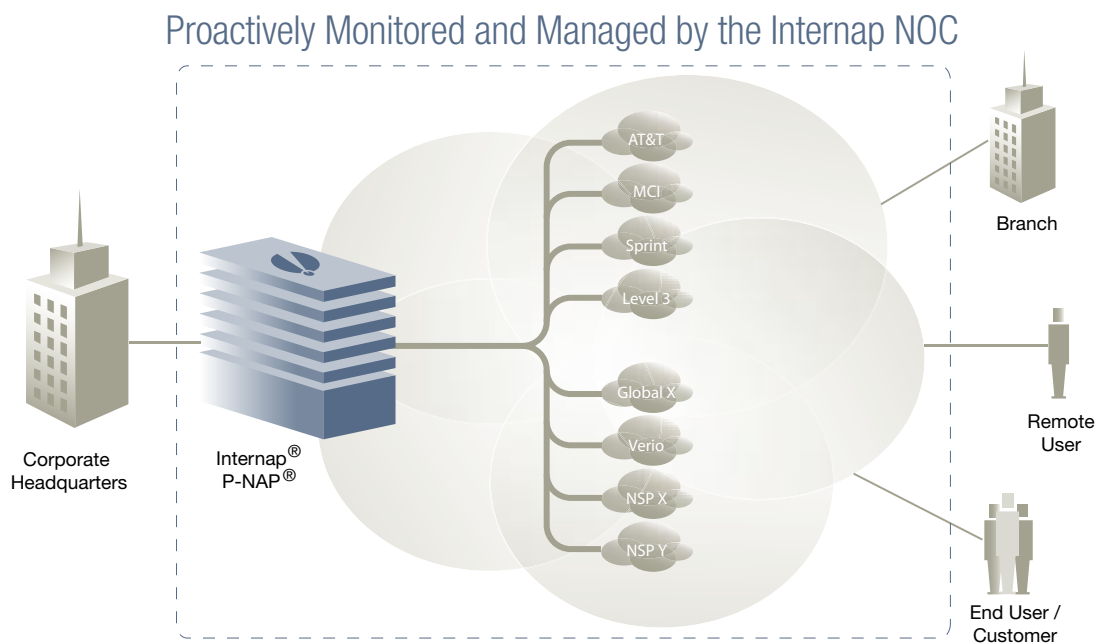 Proactively Monitored and Managed by the Internap NOC
AT&T
MCI
Sprint
Level 3
Global X
Verio
NSP X
NSP Y
Corporate
Headquarters
Internap®
P-NAP®
Branch
Remote
User
End User /
Customer